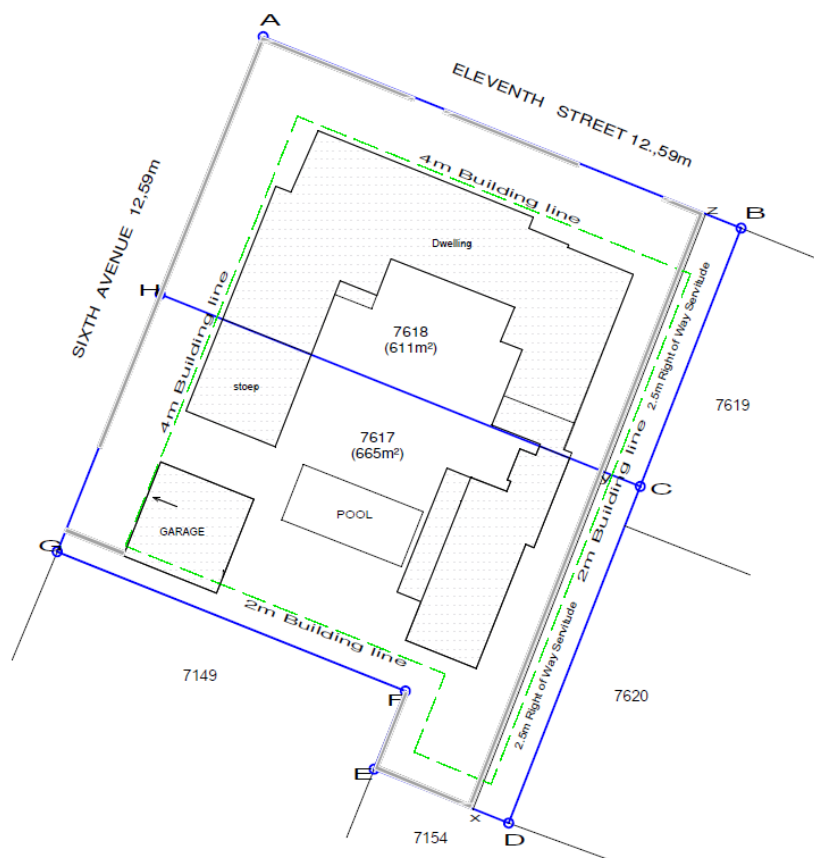 A
ELEVENTH STREET 12.,59m
4m Building line
z
B
Dwelling
SIXTH AVENUE 12,59m
H
4m Building line
7618
(611m²)
2.5m Right of Way Servitude
stoep
7619
7617
(665m²)
y
C
POOL
GARAGE
2m Building line
G
2m Building line
7149
F
2.5m Right of Way Servitude
7620
E
x
D
7154